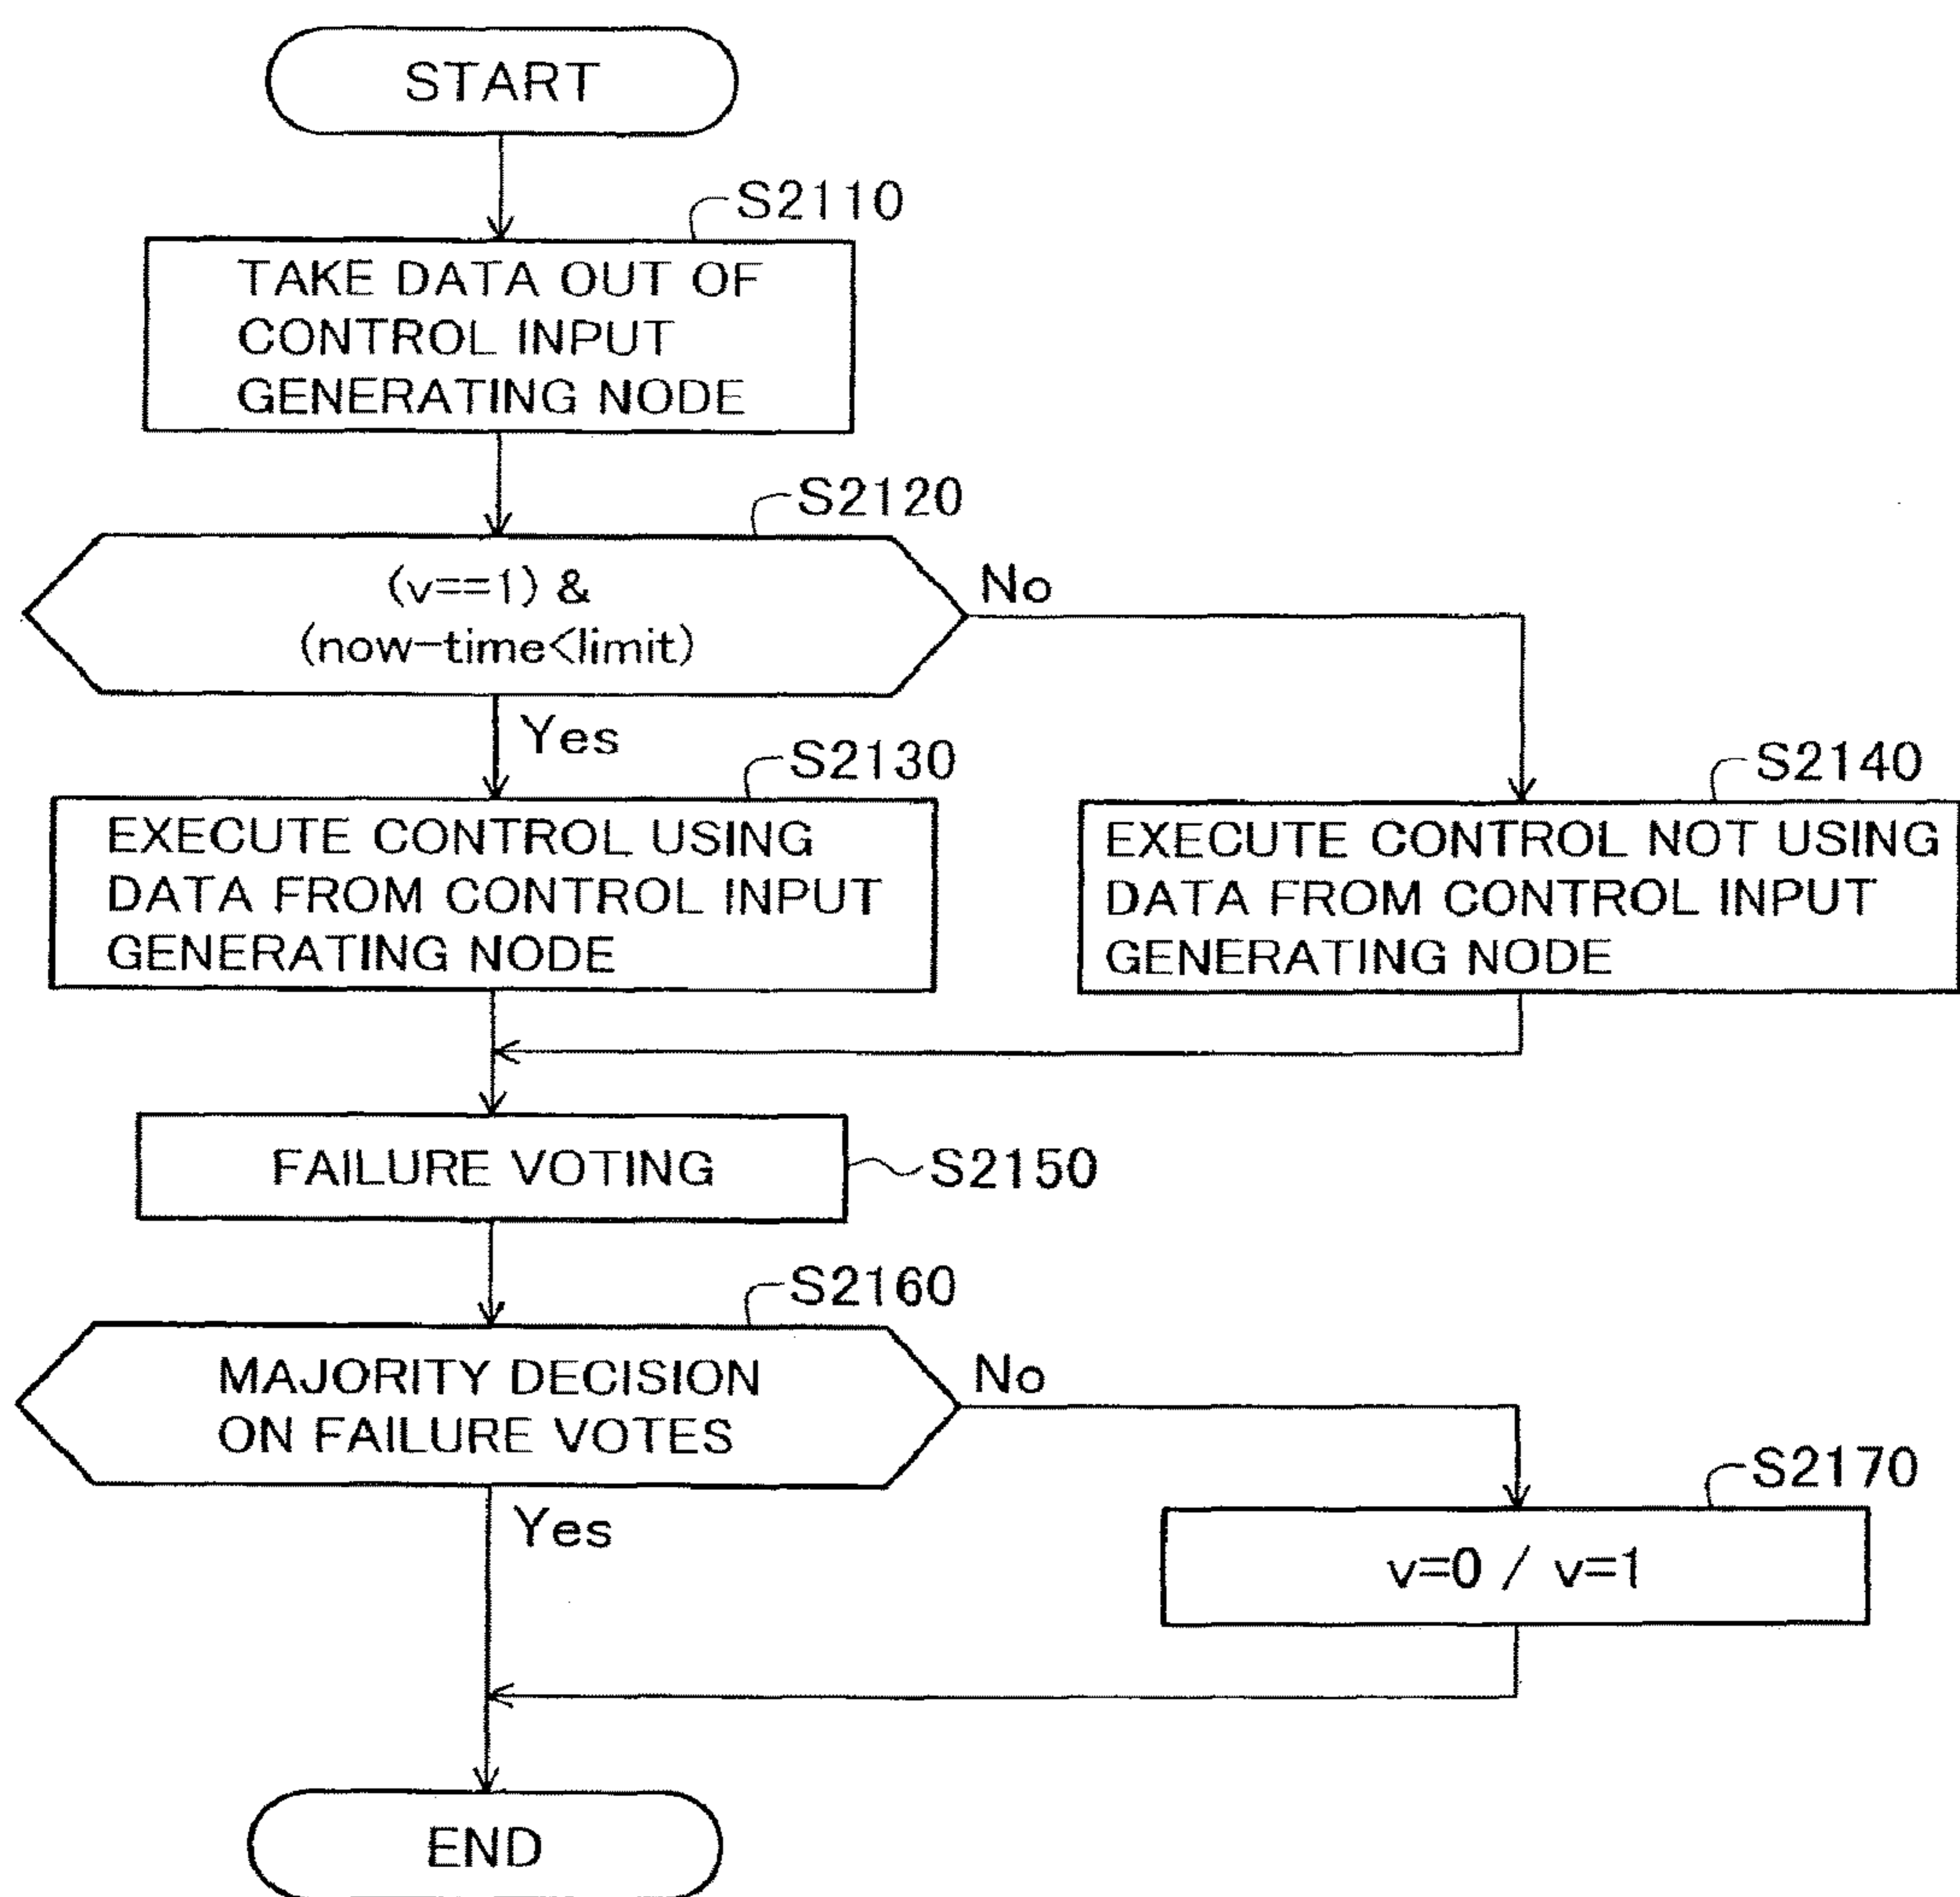 START
S2110
TAKE DATA OUT OF
CONTROL INPUT
GENERATING NODE
S2120
(v==1) &
(now-time<limit)
No
Yes
S2130
EXECUTE CONTROL USING
DATA FROM CONTROL INPUT
GENERATING NODE
S2140
EXECUTE CONTROL NOT USING
DATA FROM CONTROL INPUT
GENERATING NODE
FAILURE VOTING
S2150
S2160
MAJORITY DECISION
ON FAILURE VOTES
No
Yes
S2170
v=0 / v=1
END